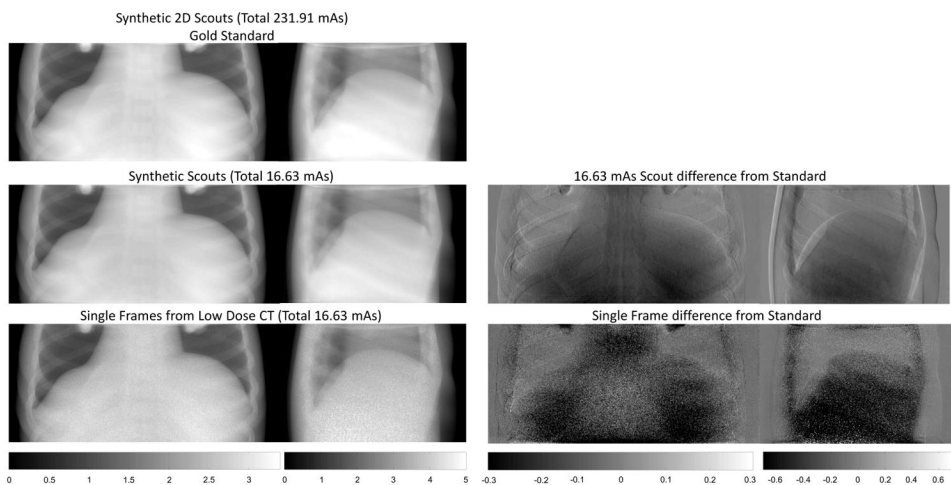 Synthetic 2D Scouts (Total 231.91 mAs)
Gold Standard
Synthetic Scouts (Total 16.63 mAs)
16.63 mAs Scout difference from Standard
Single Frames from Low Dose CT (Total 16.63 mAs)
Single Frame difference from Standard
0 0.5 1 1.5 2 2.5 3
0 1 2 3 4 5
-0.3 -0.2 -0.1 0 0.1 0.2 0.3
-0.6 -0.4 -0.2 0 0.2 0.4 0.6